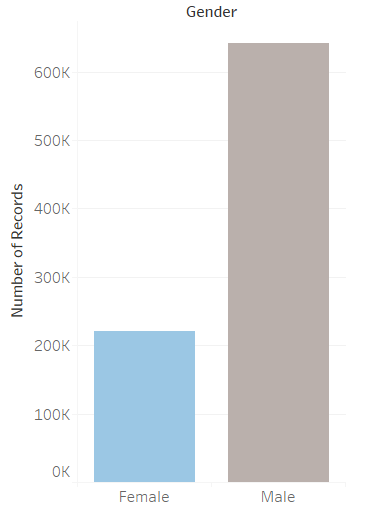 Gender
Number of Records
600K
500K
400K
300K
200K
100K
0K
Female
Male